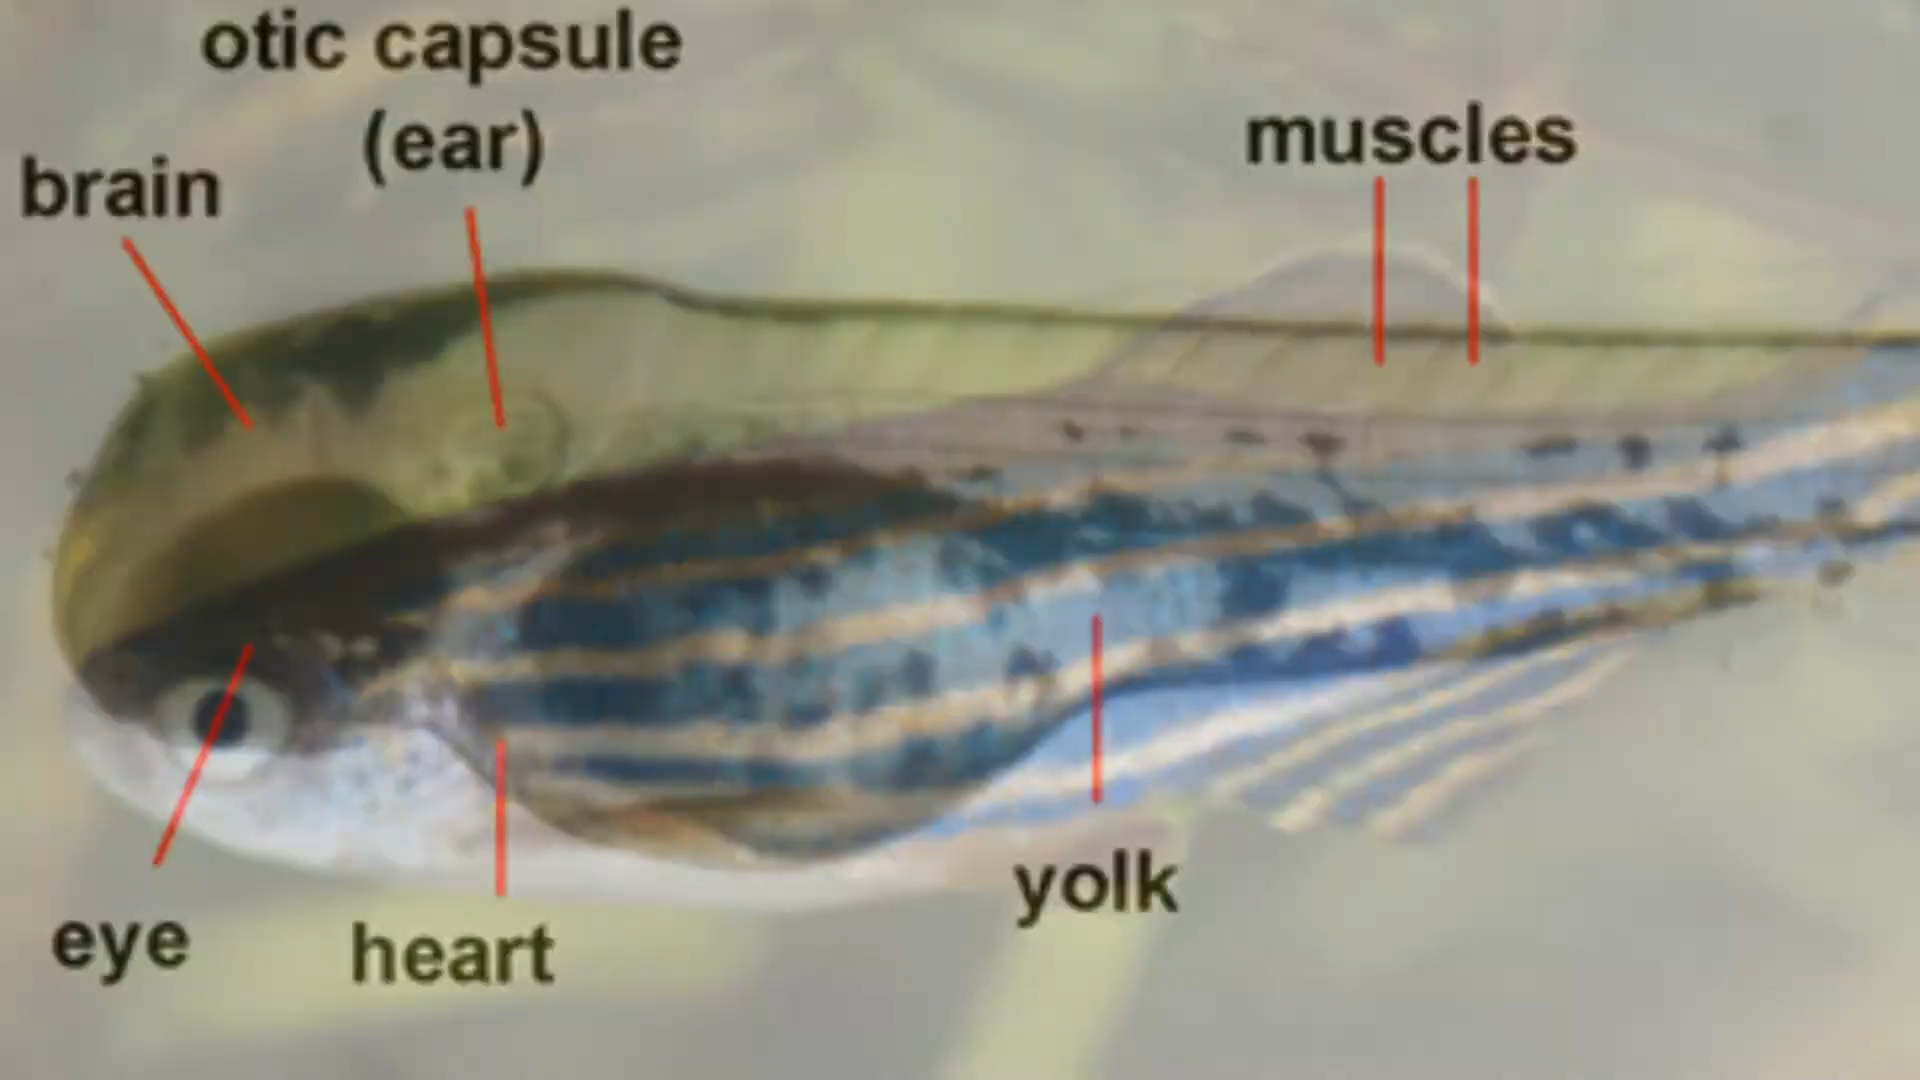 otic capsule
(ear)
brain
muscles
eye
heart
yolk